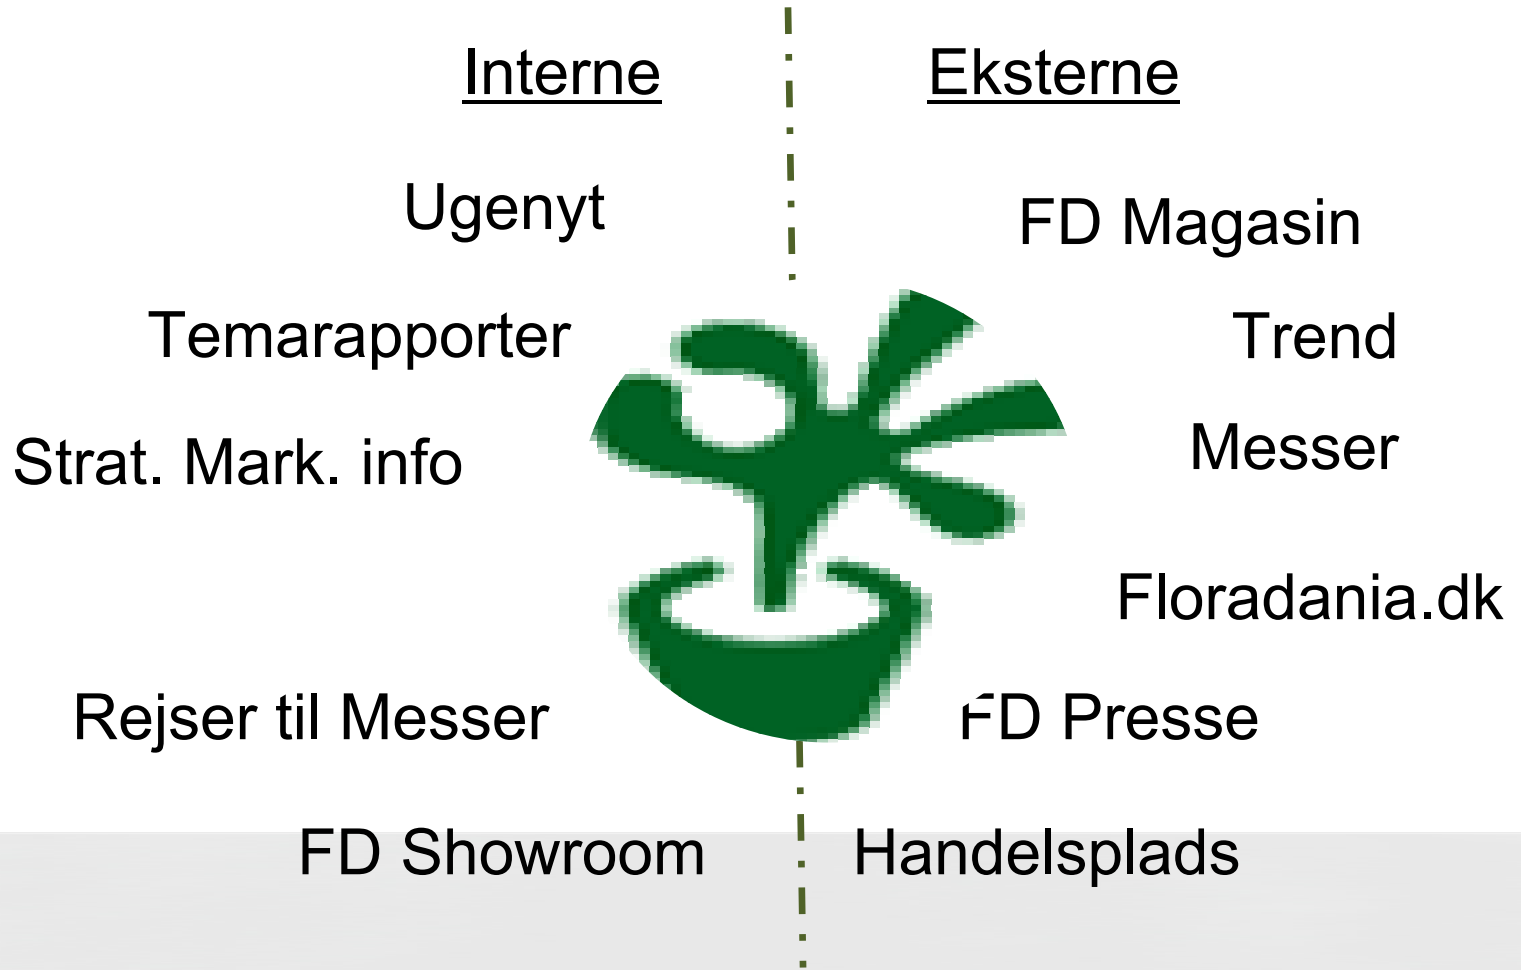 Interne
Ugenyt
Temarapporter
Strat. Mark. info
Rejser til Messer
FD Showroom
Eksterne
FD Magasin
Trend
Messer
Floradania.dk
FD Presse
Handelsplads